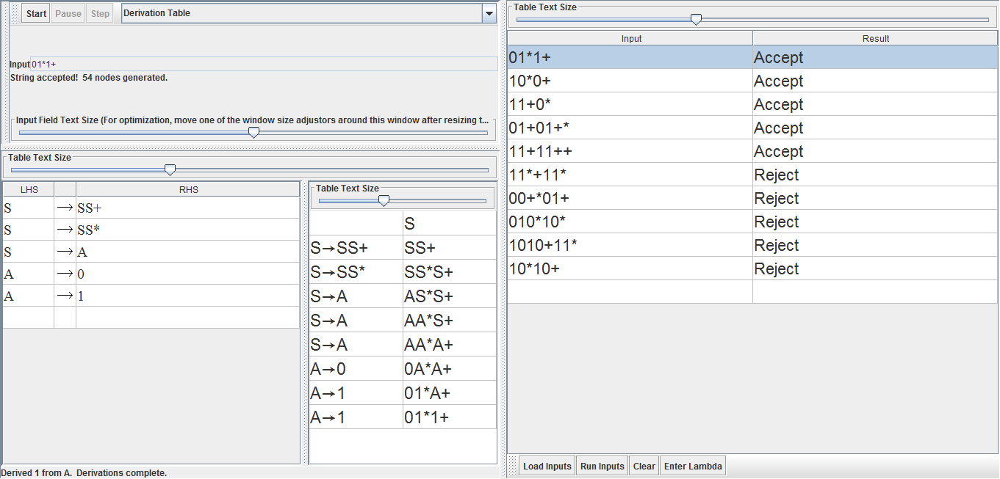 Start Pause Step Derivation Table
Input 01*1+
String accepted! 54 nodes generated.
Input Field Text Size (For optimization, move one of the window size adjustors around this window after resizing t...
Table Text Size
LHS RHS
S → SS+
S → SS*
S → A
A → 0
A → 1
Table Text Size
S
S→SS+ SS+
S→SS* SS*S+
S→A AS*S+
S→A AA*S+
S→A AA*A+
A→0 0A*A+
A→1 01*A+
A→1 01*1+
Derived 1 from A. Derivations complete.
Table Text Size
Input Result
01*1+ Accept
10*0+ Accept
11+0* Accept
01+01+* Accept
11+11++ Accept
11*+11* Reject
00+*01+ Reject
010*10* Reject
1010+11* Reject
10*10+ Reject
Load Inputs Run Inputs Clear Enter Lambda